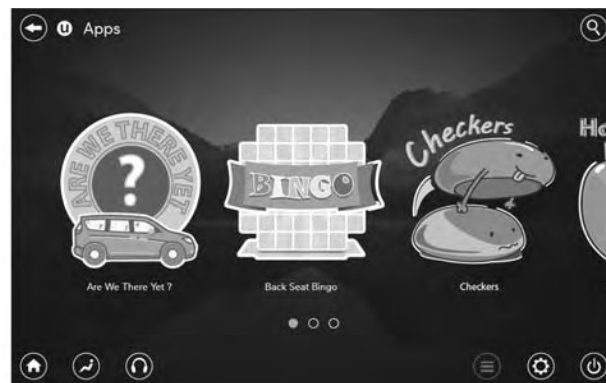 u Apps
ARE WE THERE YET
?
BINGO
Checkers
Are We There Yet ?
Back Seat Bingo
Checkers